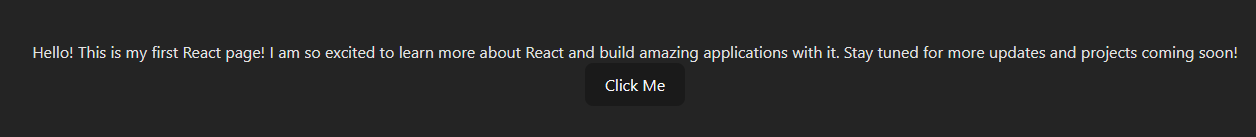 Hello! This is my first React page! I am so excited to learn more about React and build amazing applications with it. Stay tuned for more updates and projects coming soon!
Click Me